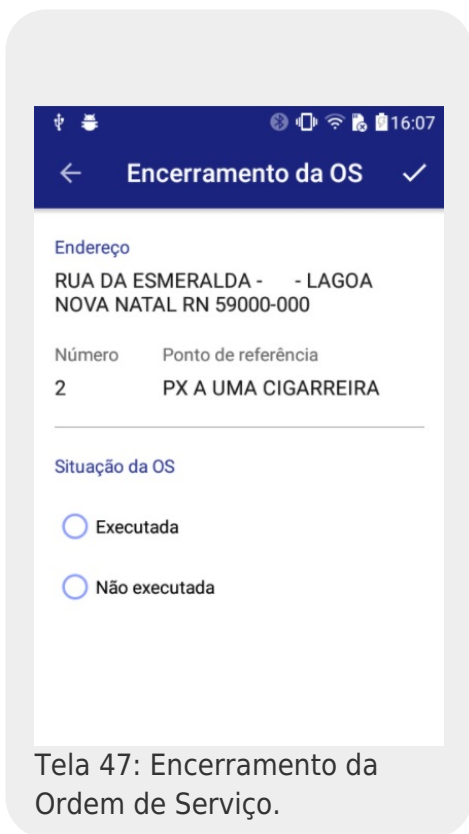 16:07
Encerramento da OS
Endereço
RUA DA ESMERALDA -     - LAGOA
NOVA NATAL RN 59000-000
Número Ponto de referência
2 PX A UMA CIGARREIRA
Situação da OS
Executada
Não executada
Tela 47: Encerramento da
Ordem de Serviço.